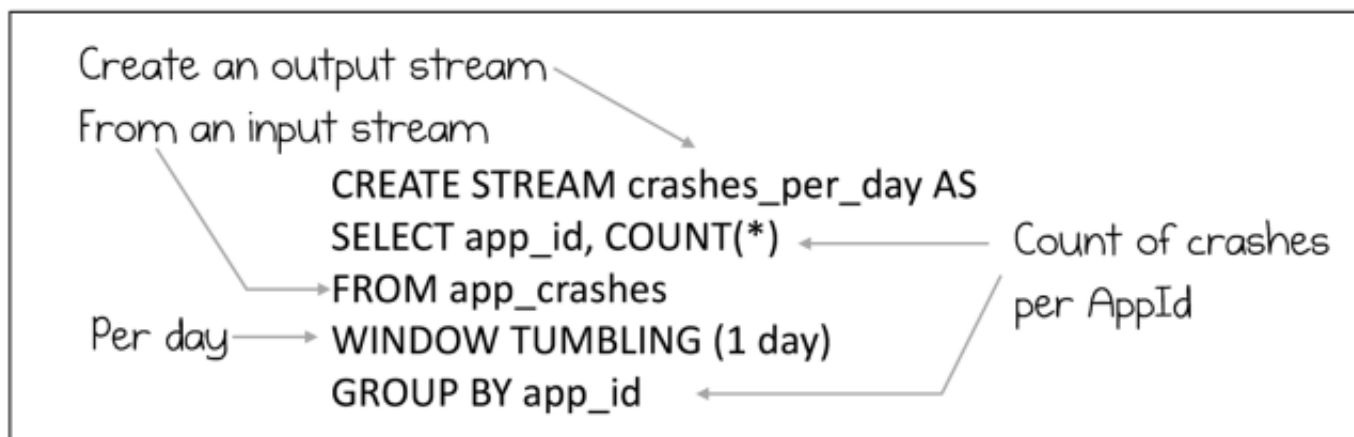 Create an output stream
From an input stream
CREATE STREAM crashes_per_day AS
SELECT app_id, COUNT(*)
Count of crashes
FROM app_crashes
per AppId
Per day
WINDOW TUMBLING (1 day)
GROUP BY app_id